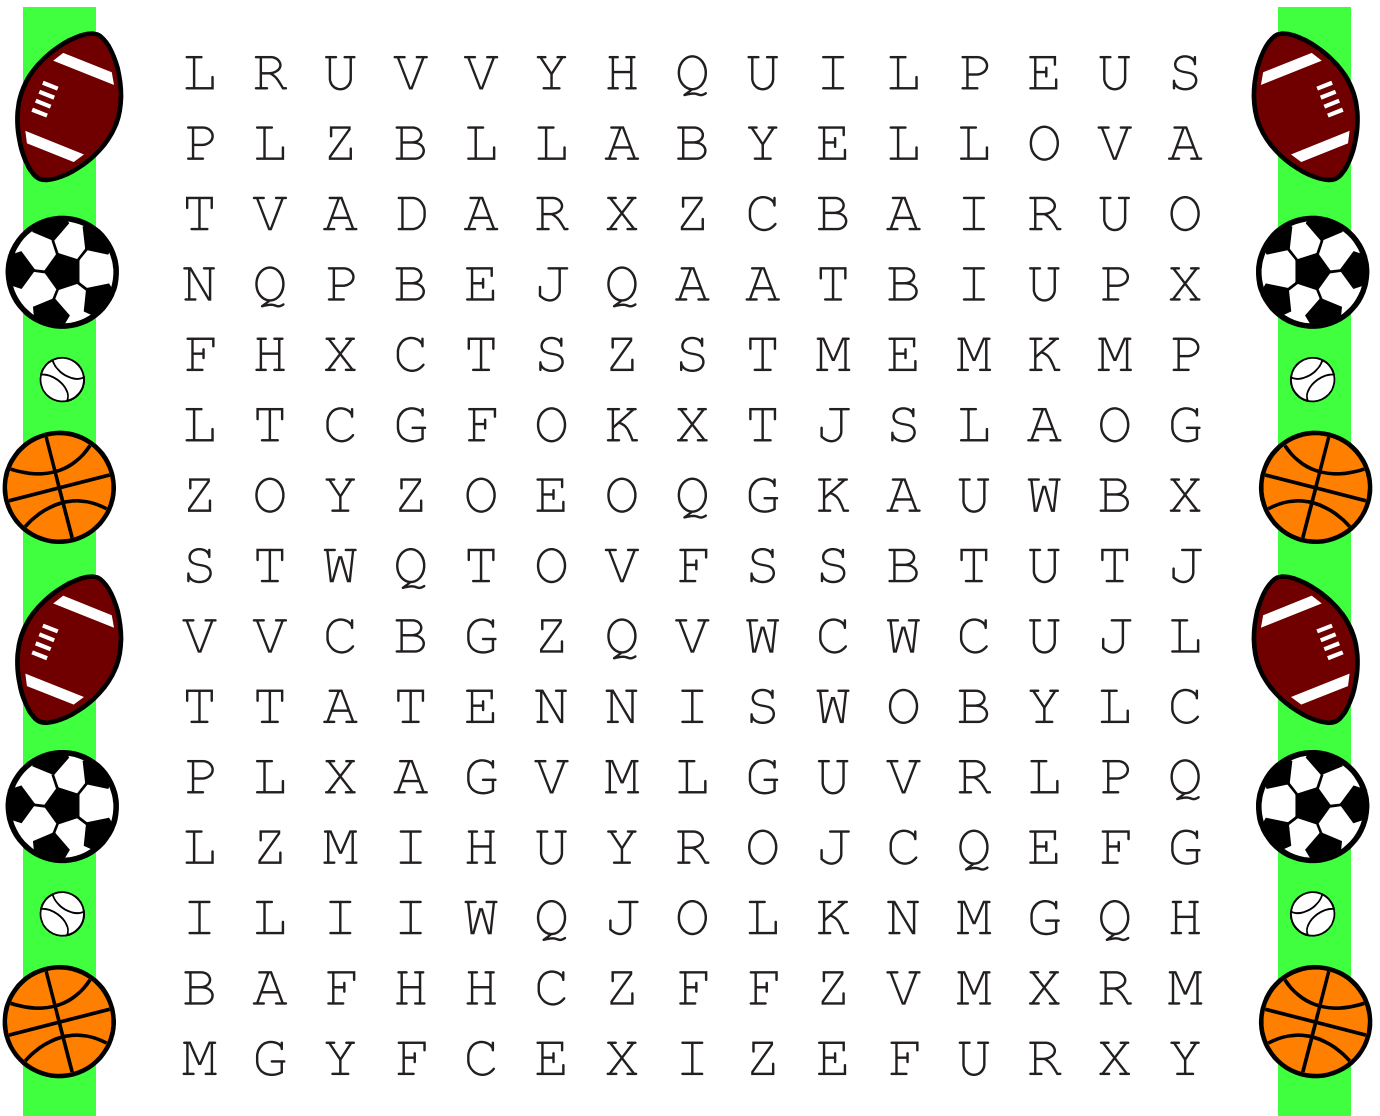 L R U V V Y H Q U I L P E U S
P L Z B L L A B Y E L L O V A
T V A D A R X Z C B A I R U O
N Q P B E J Q A A T B I U P X
F H X C T S Z S T M E M K M P
L T C G F O K X T J S L A O G
Z O Y Z O E O Q G K A U W B X
S T W Q T O V F S S B T U T J
V V C B G Z Q V W C W C U J L
T T A T E N N I S W O B Y L C
P L X A G V M L G U V R L P Q
L Z M I H U Y R O J C Q E F G
I L I I W Q J O L K N M G Q H
B A F H H C Z F F Z V M X R M
M G Y F C E X I Z E F U R X Y